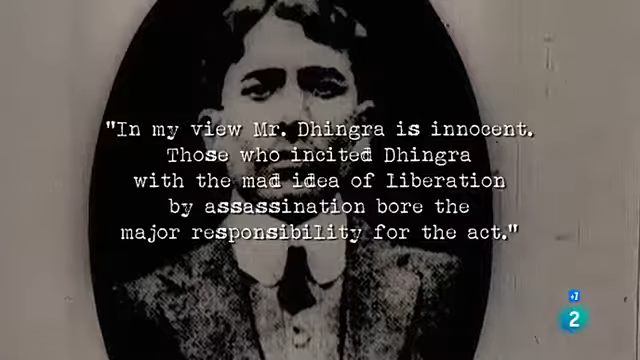 "In my view Mr. Dhingra is innocent.
Those who incited Dhingra
with the mad idea of liberation
by assassination bore the
major responsibility for the act."
+7
2